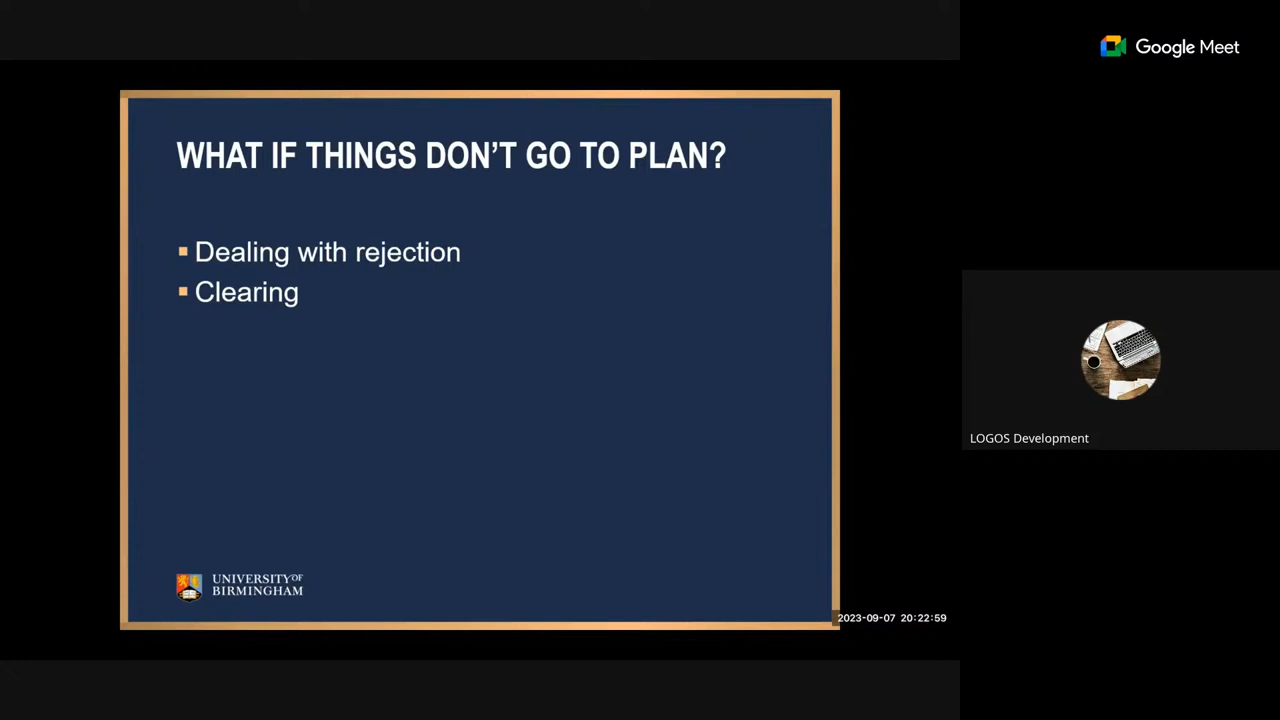 Google Meet
WHAT IF THINGS DON'T GO TO PLAN?
Dealing with rejection
Clearing
LOGOS Development
UNIVERSITY OF
BIRMINGHAM
2023-09-07 20:22:59